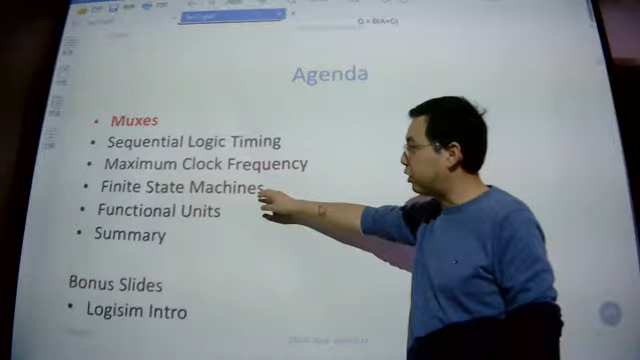 Q = B(A+C)
Agenda
• Muxes
• Sequential Logic Timing
• Maximum Clock Frequency
• Finite State Machines
• Functional Units
• Summary
Bonus Slides
• Logisim Intro